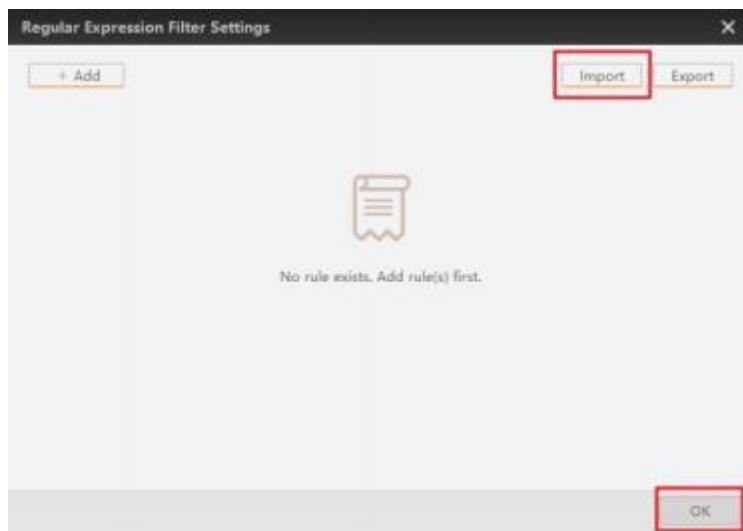 Regular Expression Filter Settings
+ Add
Import
Export
No rule exists. Add rule(s) first.
OK